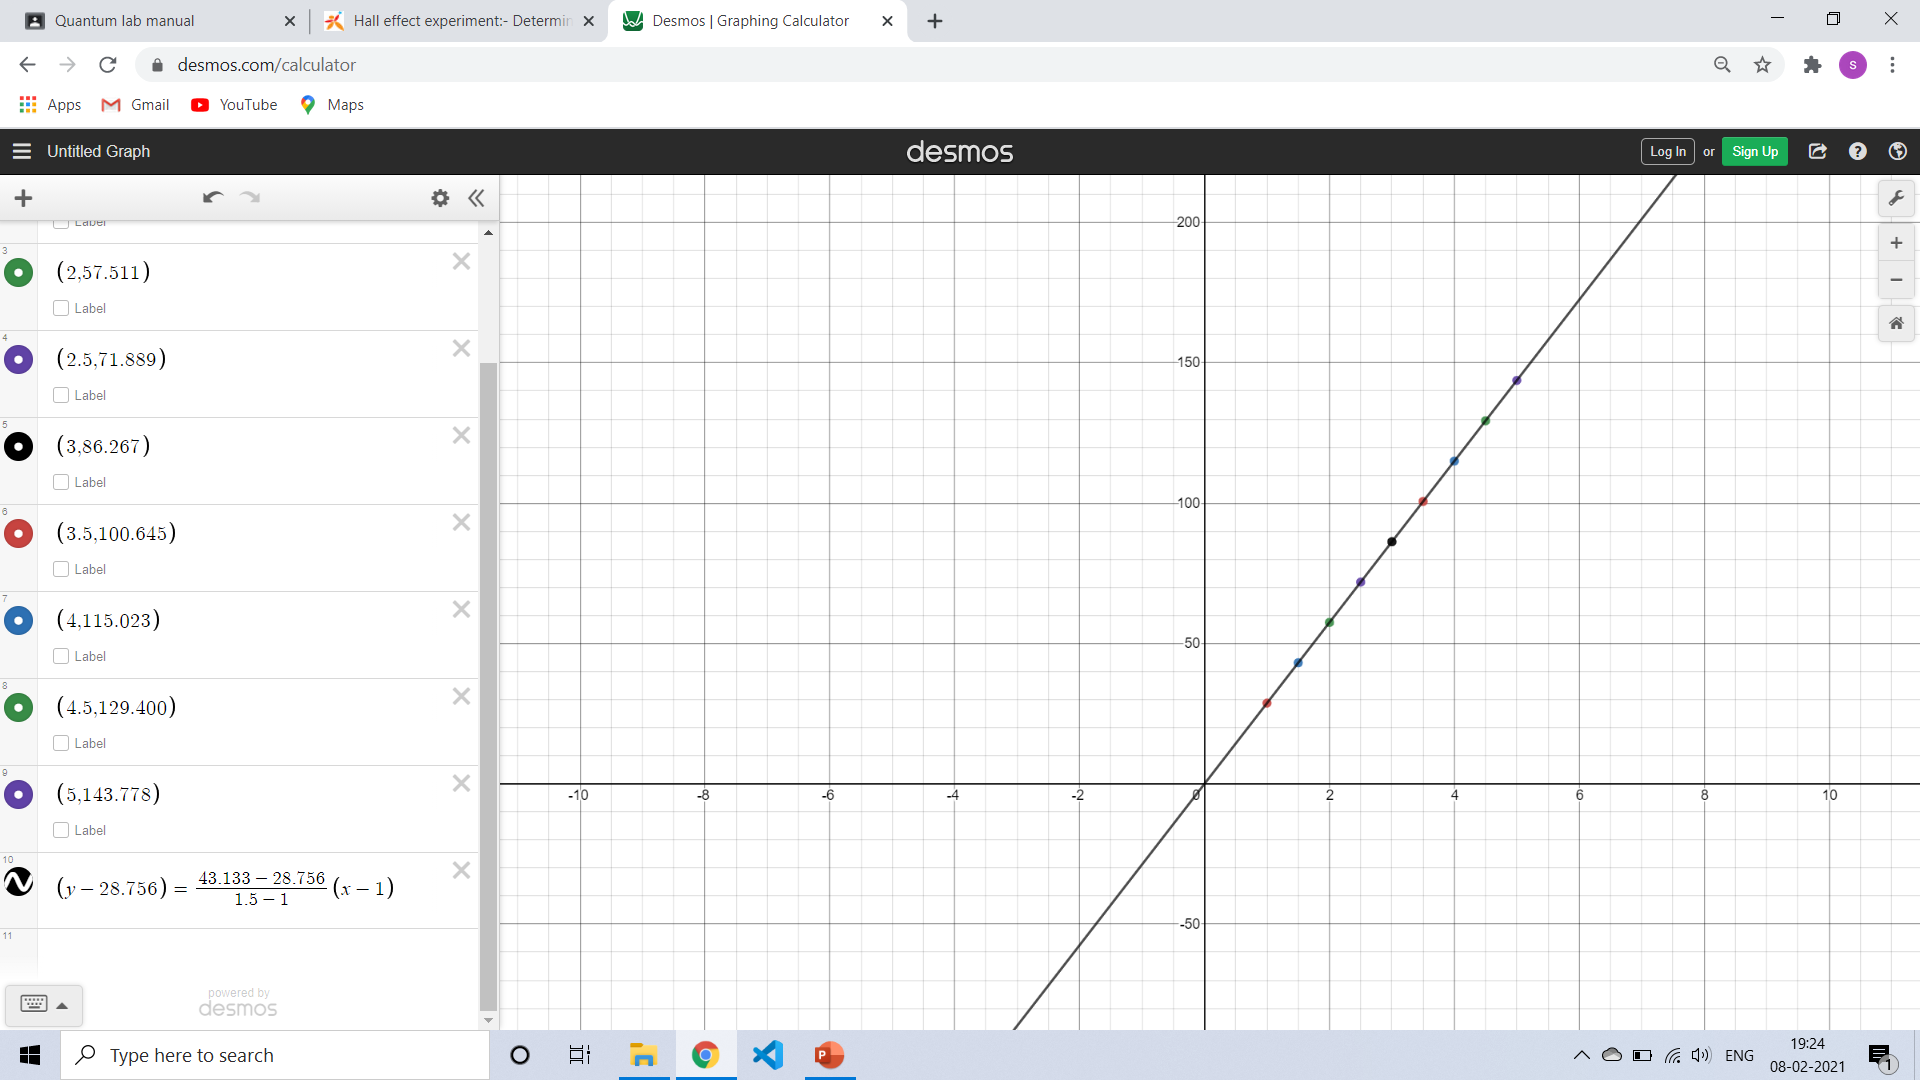 Quantum lab manual
Hall effect experiment:- Determin
Desmos | Graphing Calculator
desmos.com/calculator
S
Apps
Gmail
YouTube
Maps
Untitled Graph
desmos
Log In or Sign Up
Label
3
(2,57.511)
Label
4
(2.5,71.889)
Label
5
(3,86.267)
Label
6
(3.5,100.645)
Label
7
(4,115.023)
Label
8
(4.5,129.400)
Label
9
(5,143.778)
Label
10
(y − 28.756) = \frac{43.133 − 28.756}{1.5 − 1} (x − 1)
11
powered by
desmos
200
150
100
50
-10 -8 -6 -4 -2 0 2 4 6 8 10
-50
Type here to search
P
ENG
19:24
08-02-2021
1